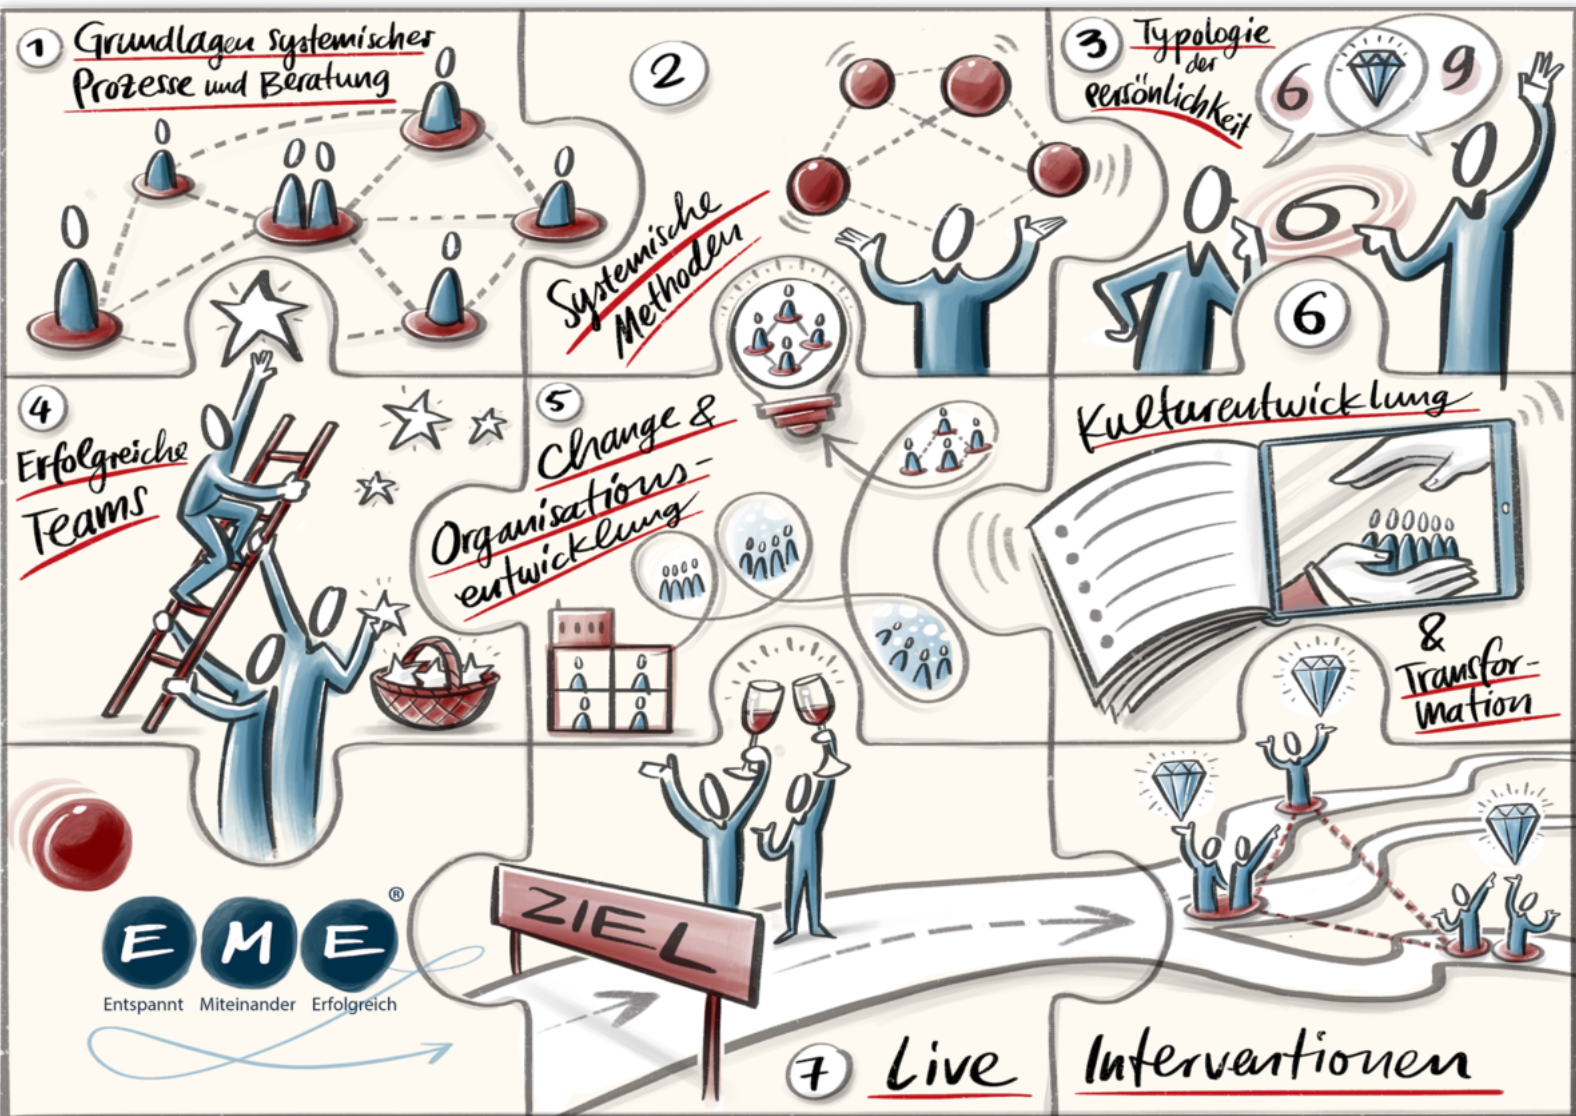 1 Grundlagen systemischer
Prozesse und Beratung
2
Systemische
Methoden
3 Typologie
der
Persönlichkeit
6 9
6
4
Erfolgreiche
Teams
5
Change &
Organisations-
entwicklung
6
Kulturentwicklung
&
Transfor-
mation
E M E ®
Entspannt Miteinander Erfolgreich
ZIEL
7 Live Interventionen